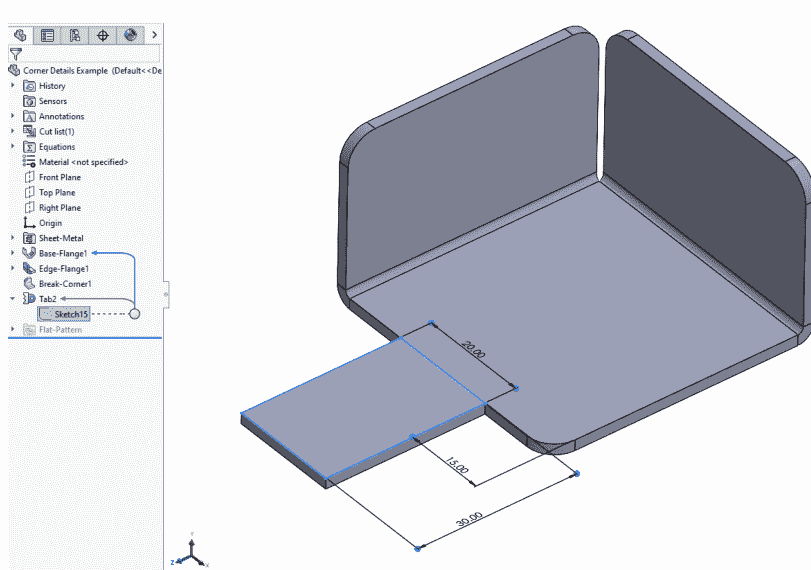 Corner Details Example (Default<<De
History
Sensors
Annotations
Cut list(1)
Equations
Material <not specified>
Front Plane
Top Plane
Right Plane
Origin
Sheet-Metal
Base-Flange1
Edge-Flange1
Break-Corner1
Tab2
Sketch15
Flat-Pattern
20.00
15.00
30.00
Z